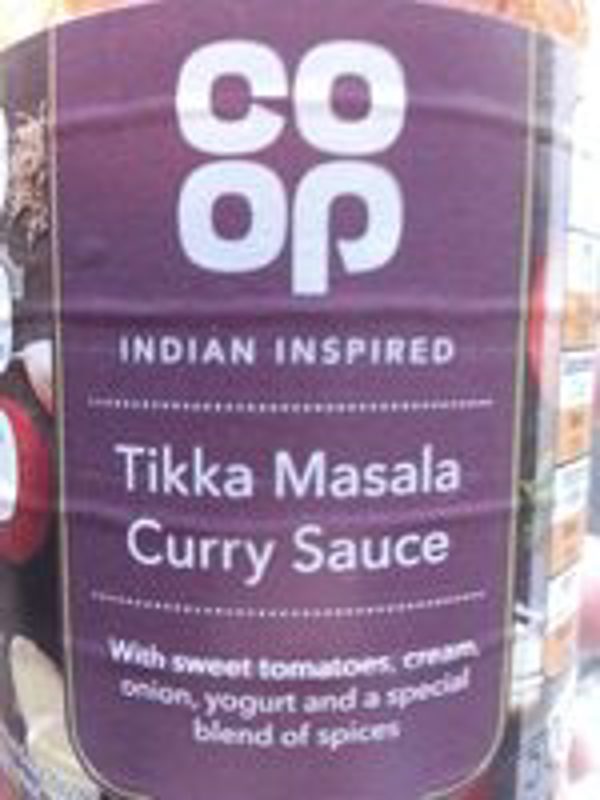 CO
OP
INDIAN INSPIRED
Tikka Masala
Curry Sauce
With sweet tomatoes, cream,
onion, yogurt and a special
blend of spices